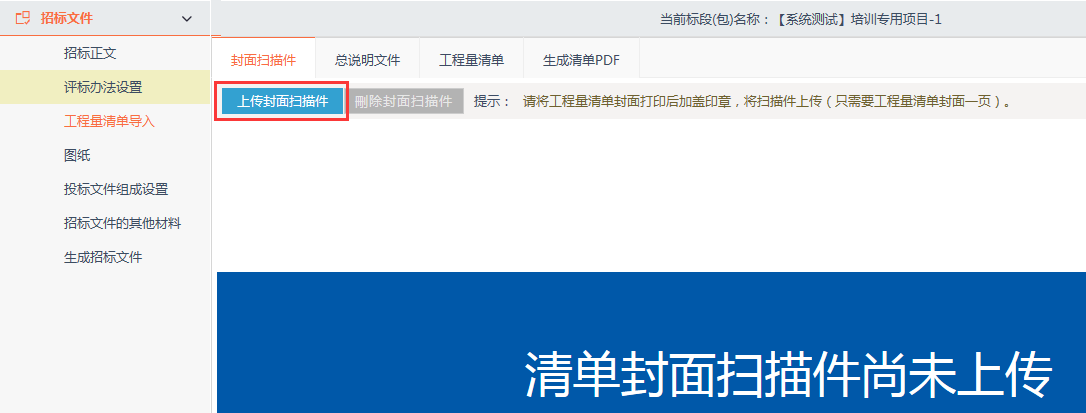 招标文件
当前标段(包)名称：【系统测试】培训专用项目-1
招标正文
评标办法设置
工程量清单导入
图纸
投标文件组成设置
招标文件的其他材料
生成招标文件
封面扫描件
总说明文件
工程量清单
生成清单PDF
上传封面扫描件
删除封面扫描件
提示： 请将工程量清单封面打印后加盖印章，将扫描件上传（只需要工程量清单封面一页）。
清单封面扫描件尚未上传